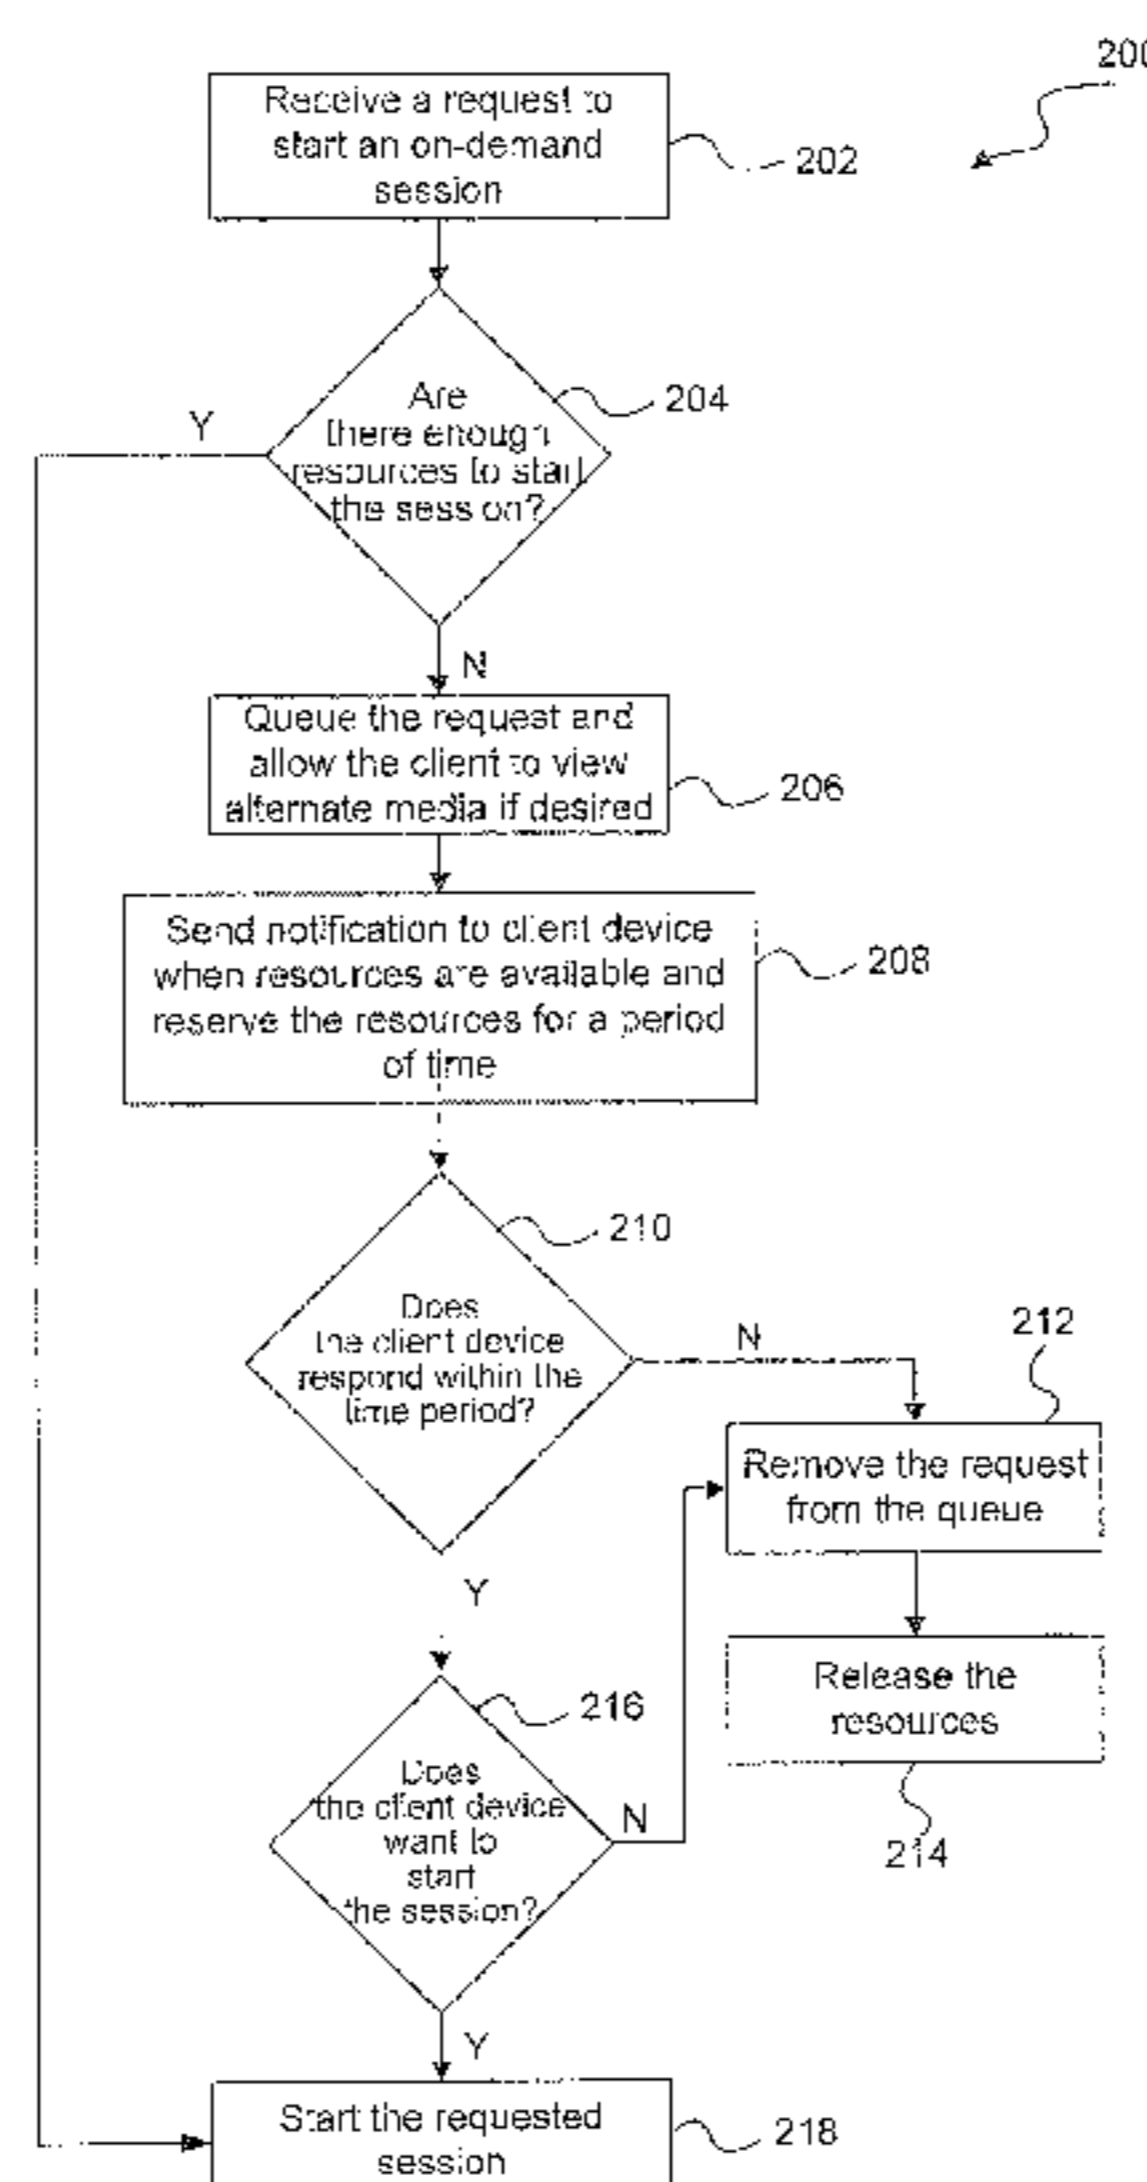 200
Receive a request to
start an on-demand
session
202
Are
there enough
resources to start
the session?
204
Y
N
Queue the request and
allow the client to view
alternate media if desired
206
Send notification to client device
when resources are available and
reserve the resources for a period
of time
208
210
Does
the client device
respond within the
time period?
N
212
Remove the request
from the queue
Y
Release the
resources
214
216
Does
the client device
want to
start
the session?
N
Y
Start the requested
session
218